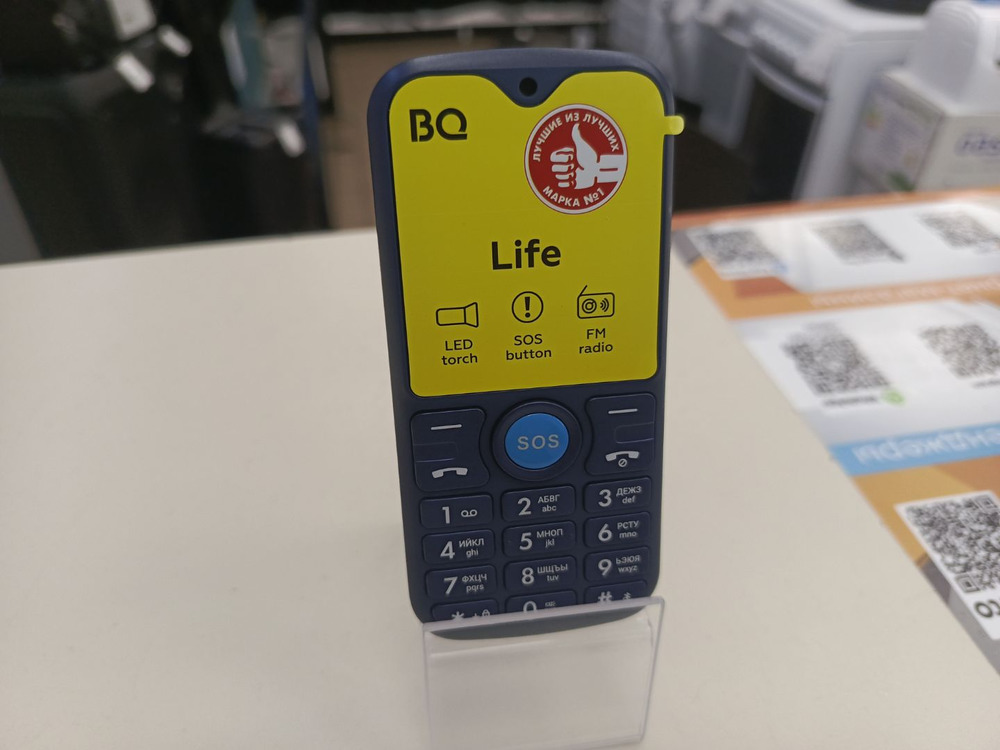 BQ
ЛУЧШИЕ ИЗ ЛУЧШИХ
МАРКА №1
Life
LED
torch
SOS
button
FM
radio
SOS
1
2 АБВГ
abc
3 ДЕЖЗ
def
4 ИЙКЛ
ghi
5 МНОП
jkl
6 РСТУ
mno
7 ФХЦЧ
pqrs
8 ШЩЪЫ
tuv
9 ЬЭЮЯ
wxyz
*
0
#